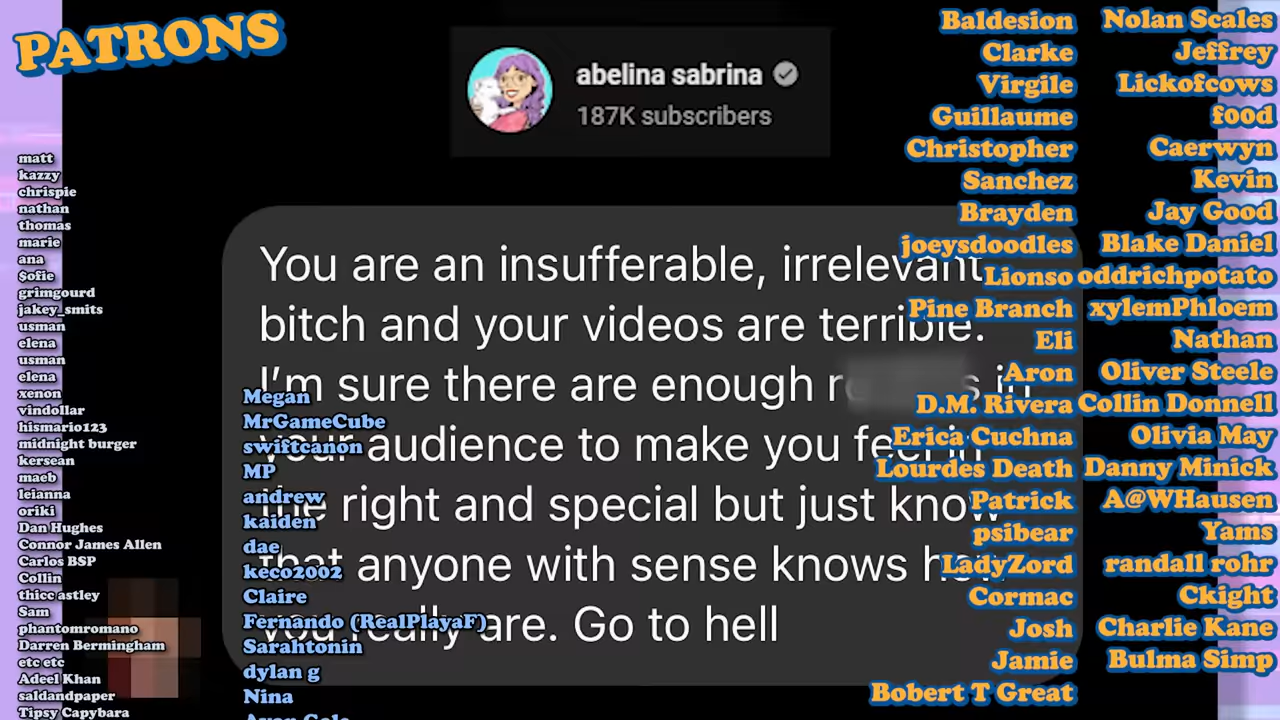 PATRONS
abelina sabrina
187K subscribers
You are an insufferable, irrelevant
bitch and your videos are terrible.
I'm sure there are enough in
your audience to make you feel in
the right and special but just know
that anyone with sense knows how
you really are. Go to hell
matt
kazzy
chrispie
nathan
thomas
marie
ana
$ofie
grimgourd
jakey_smits
usman
elena
usman
elena
xenon
vindollar
hismario123
midnight burger
kersean
maeb
leianna
oriki
Dan Hughes
Connor James Allen
Carlos BSP
Collin
thicc astley
Sam
phantomromano
Darren Bermingham
etc etc
Adeel Khan
saldandpaper
Tipsy Capybara
Megan
MrGameCube
swiftcanon
MP
andrew
kaiden
dae
keco2002
Claire
Fernando (RealPlayaF)
Sarahtonin
dylan g
Nina
Baldesion
Clarke
Virgile
Guillaume
Christopher
Sanchez
Brayden
joeysdoodles
Lionso
Pine Branch
Eli
Aron
D.M. Rivera
Erica Cuchna
Lourdes Death
Patrick
psibear
LadyZord
Cormac
Josh
Jamie
Bobert T Great
Nolan Scales
Jeffrey
Lickofcows
f00d
Caerwyn
Kevin
Jay Good
Blake Daniel
oddrichpotato
xylemPhloem
Nathan
Oliver Steele
Collin Donnell
Olivia May
Danny Minick
A@WHausen
Yams
randall rohr
Ckight
Charlie Kane
Bulma Simp